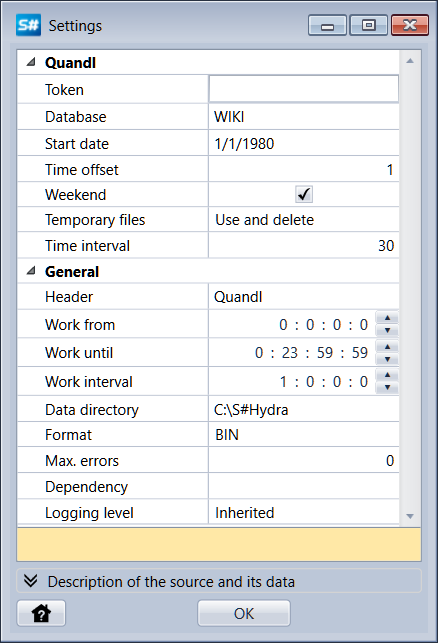 S# Settings
Quandl
Token
Database WIKI
Start date 1/1/1980
Time offset 1
Weekend
Temporary files Use and delete
Time interval 30
General
Header Quandl
Work from 0 : 0 : 0 : 0
Work until 0 : 23 : 59 : 59
Work interval 1 : 0 : 0 : 0
Data directory C:\S#Hydra
Format BIN
Max. errors 0
Dependency
Logging level Inherited
Description of the source and its data
OK